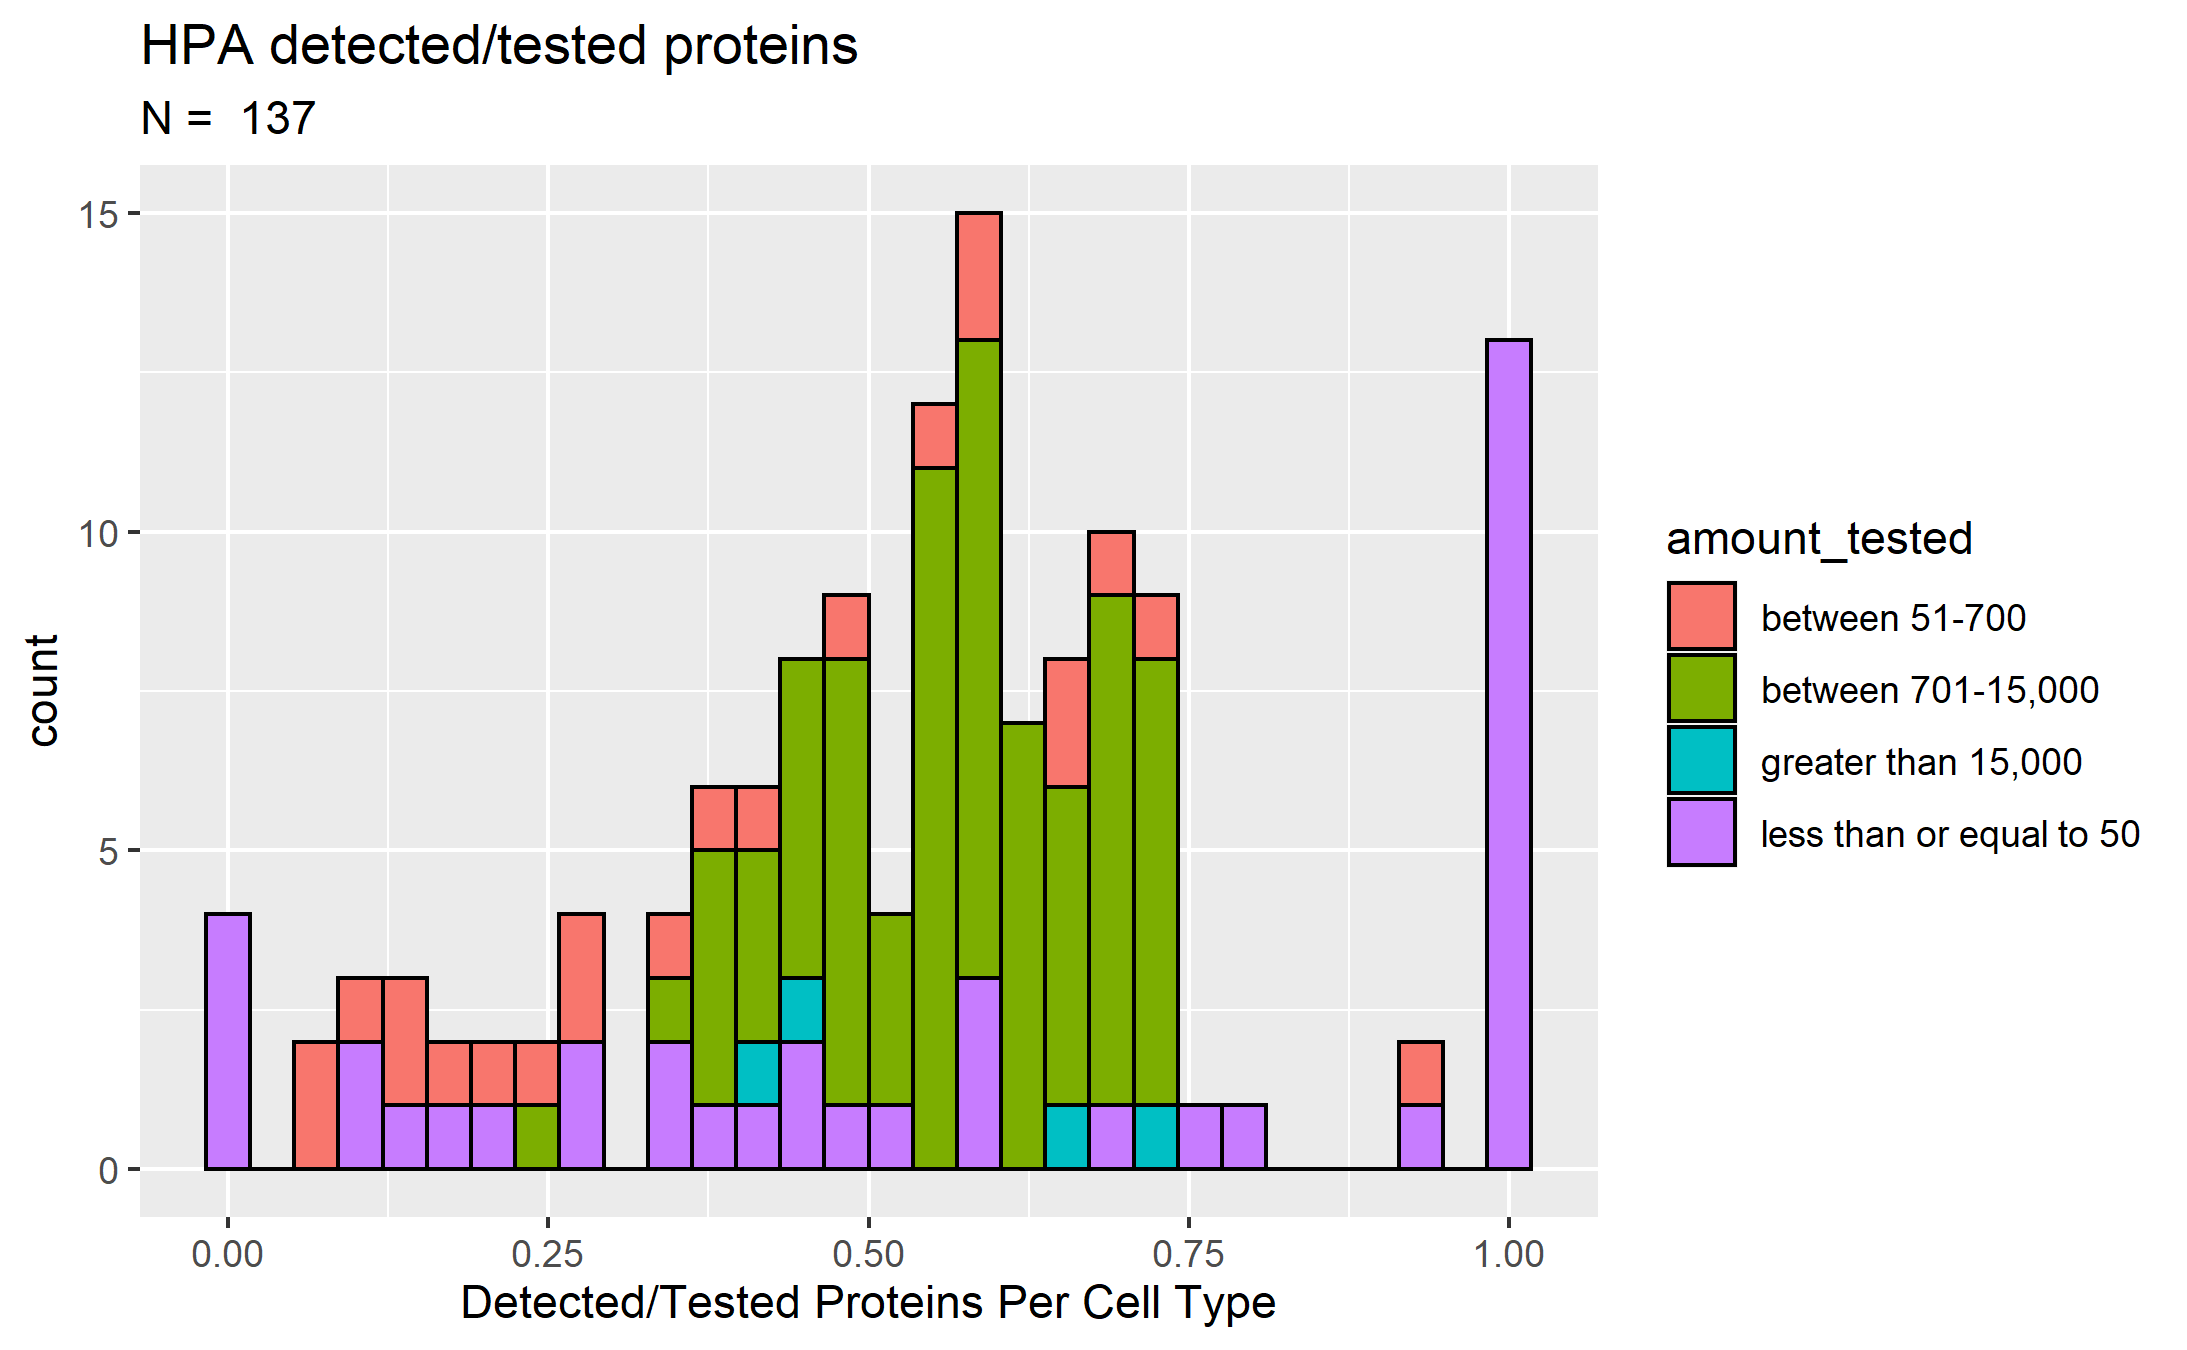 HPA detected/tested proteins
N =  137
15
10
5
0
count
0.00 0.25 0.50 0.75 1.00
Detected/Tested Proteins Per Cell Type
amount_tested
between 51-700
between 701-15,000
greater than 15,000
less than or equal to 50